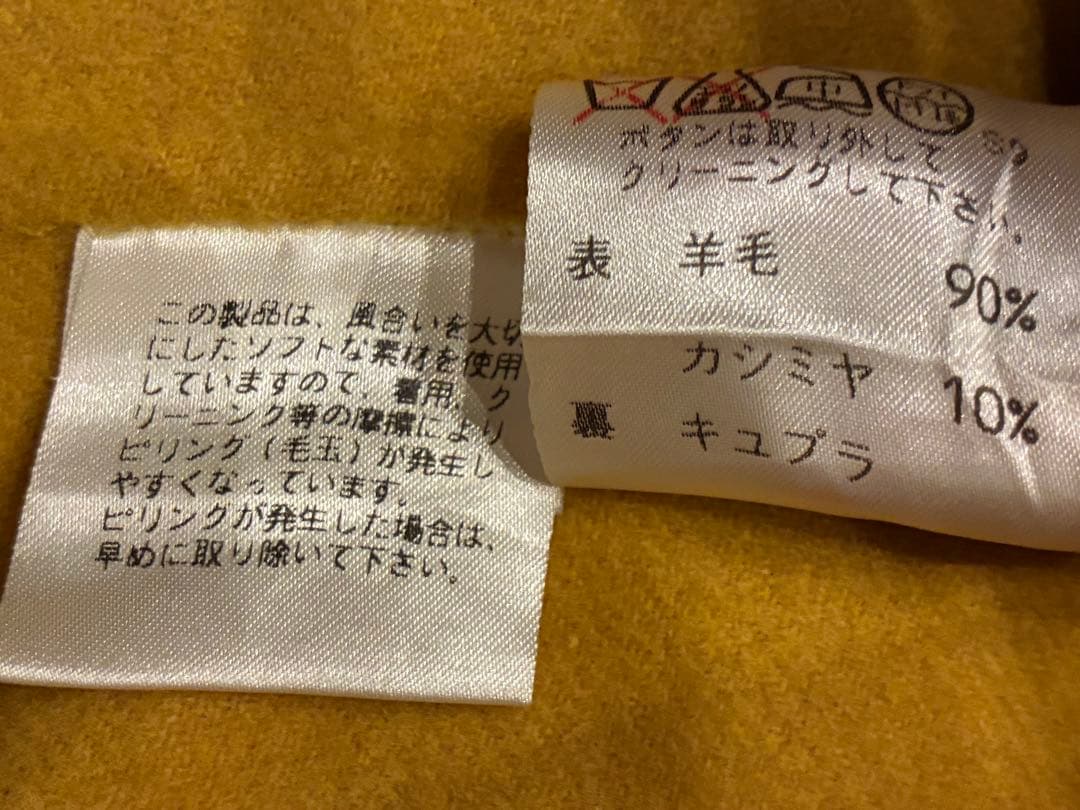 この製品は、風合いを大切
にしたソフトな素材を使用
していますので、着用、ク
リーニング等の摩擦により
ピリング（毛玉）が発生し
やすくなっています。
ピリングが発生した場合は、
早めに取り除いて下さい。
ボタンは取り外して
クリーニングして下さい。
表 羊毛 90%
カシミヤ 10%
裏 キュプラ